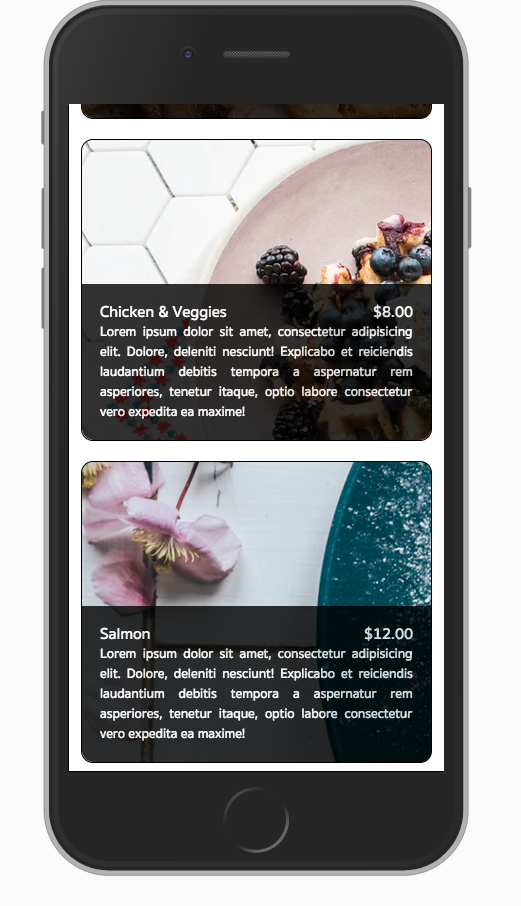 Chicken & Veggies $8.00
Lorem ipsum dolor sit amet, consectetur adipisicing
elit. Dolore, deleniti nesciunt! Explicabo et reiciendis
laudantium debitis tempora a aspernatur rem
asperiores, tenetur itaque, optio labore consectetur
vero expedita ea maxime!
Salmon $12.00
Lorem ipsum dolor sit amet, consectetur adipisicing
elit. Dolore, deleniti nesciunt! Explicabo et reiciendis
laudantium debitis tempora a aspernatur rem
asperiores, tenetur itaque, optio labore consectetur
vero expedita ea maxime!